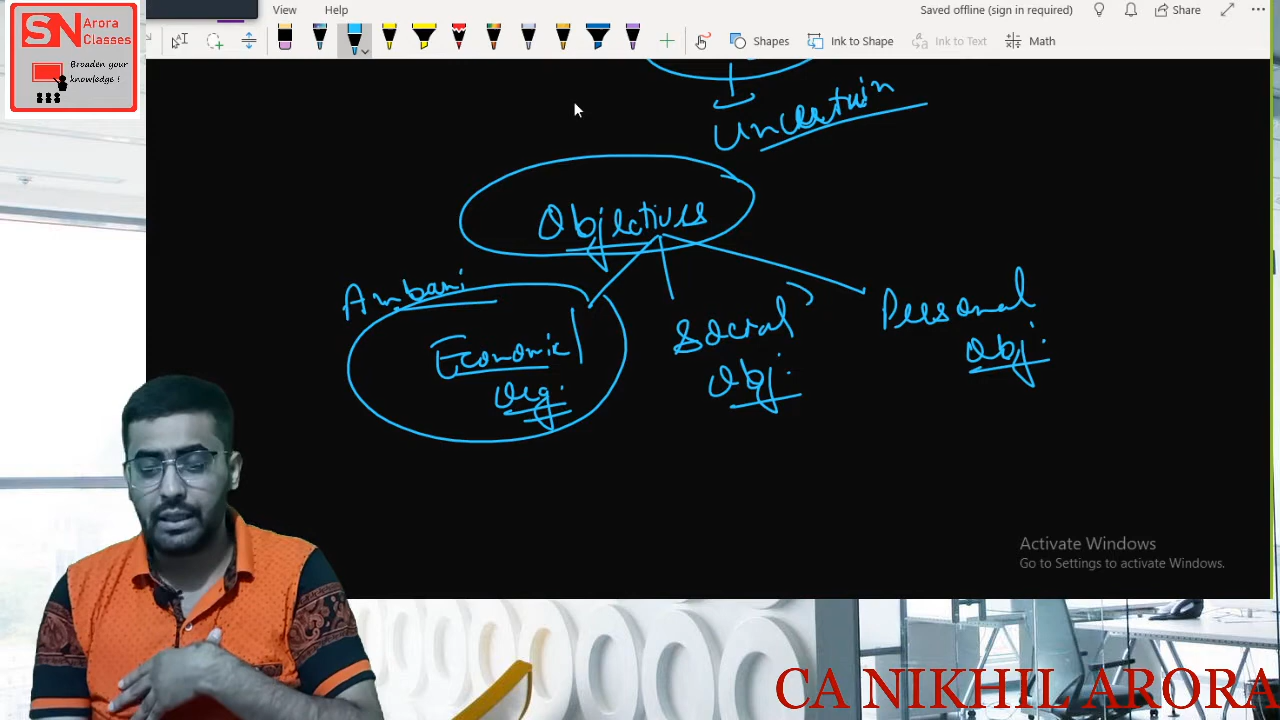 SN Arora Classes
Broaden your knowledge !
View Help Saved offline (sign in required) Share
Shapes Ink to Shape Ink to Text Math
Uncertain
Objectives
Ambani
Economic Org.
Social Obj.
Personal Obj.
Activate Windows
Go to Settings to activate Windows.
CA NIKHIL ARORA